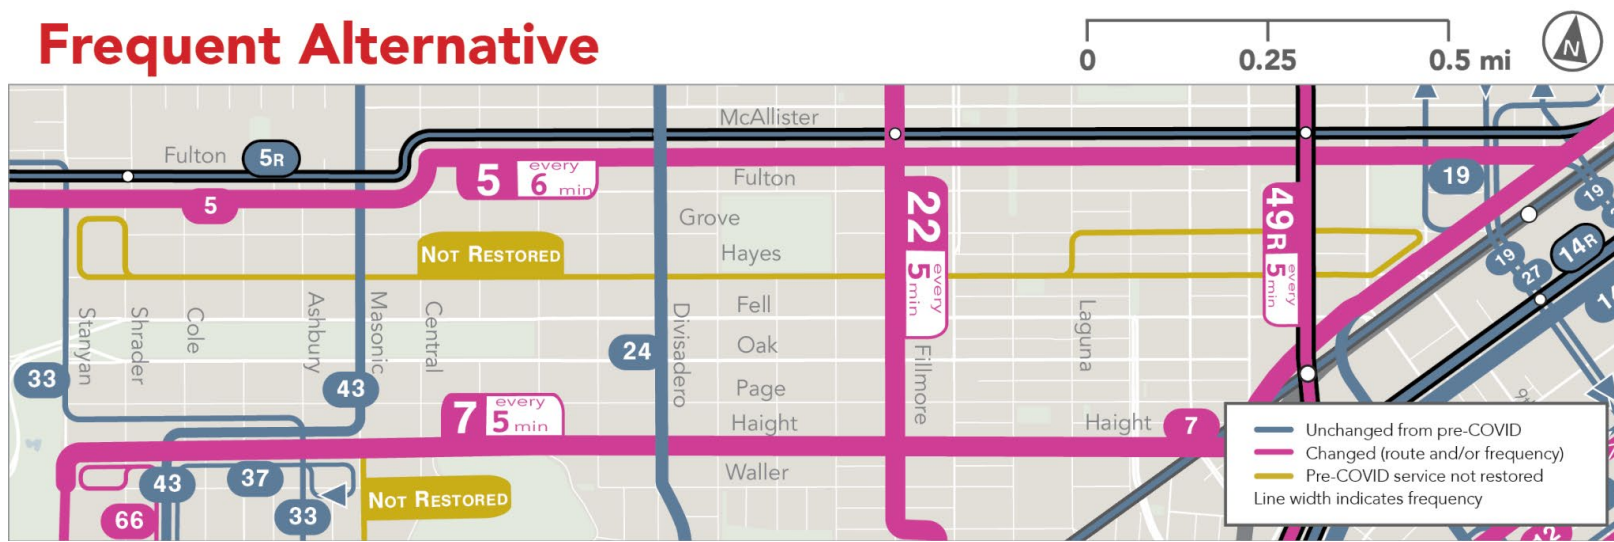 Frequent Alternative
0
0.25
0.5 mi
N
McAllister
Fulton
5R
5
every
6
min
5
Fulton
Grove
Hayes
NOT RESTORED
22
every
5
min
49R
every
5
min
19
19
19
27
14R
Stanyan
Shrader
Cole
Ashbury
Masonic
Central
Divisadero
Fell
Oak
Page
Haight
Waller
Fillmore
Laguna
33
43
24
7
every
5
min
Haight
7
43
37
33
66
NOT RESTORED
12
Unchanged from pre-COVID
Changed (route and/or frequency)
Pre-COVID service not restored
Line width indicates frequency